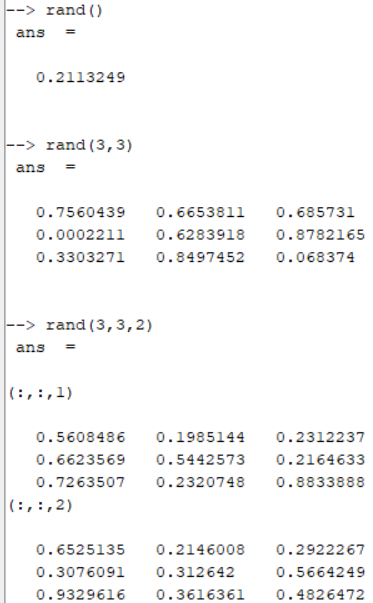 --> rand()
ans  =
0.2113249
--> rand(3,3)
ans  =
0.7560439   0.6653811   0.685731
0.0002211   0.6283918   0.8782165
0.3303271   0.8497452   0.068374
--> rand(3,3,2)
ans  =
(:,:,1)
0.5608486   0.1985144   0.2312237
0.6623569   0.5442573   0.2164633
0.7263507   0.2320748   0.8833888
(:,:,2)
0.6525135   0.2146008   0.2922267
0.3076091   0.312642    0.5664249
0.9329616   0.3616361   0.4826472